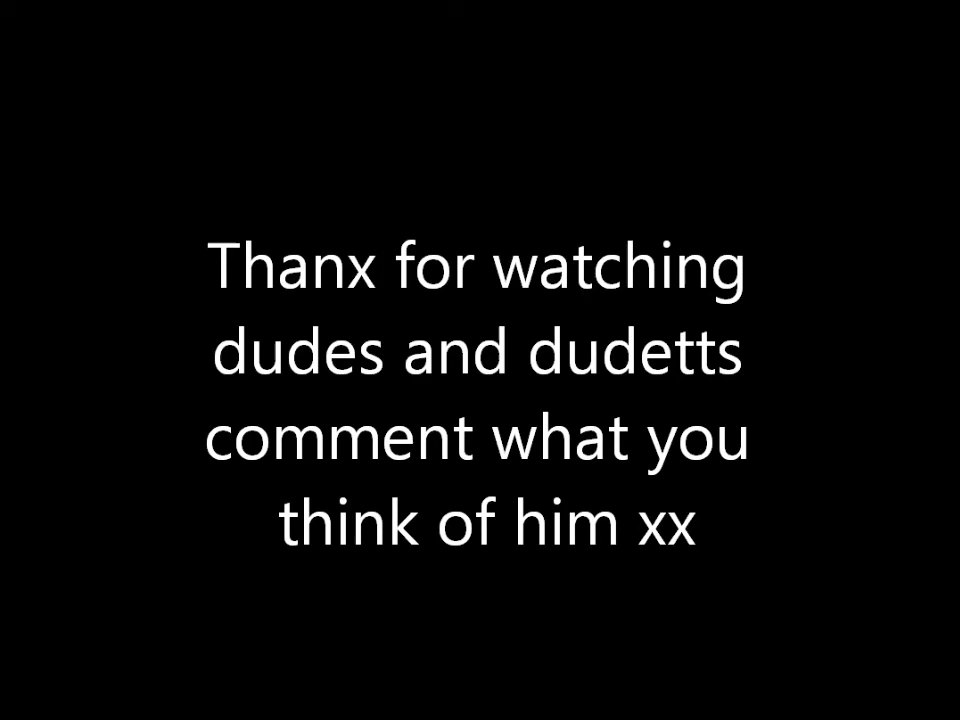 Thanx for watching
dudes and dudetts
comment what you
think of him xx